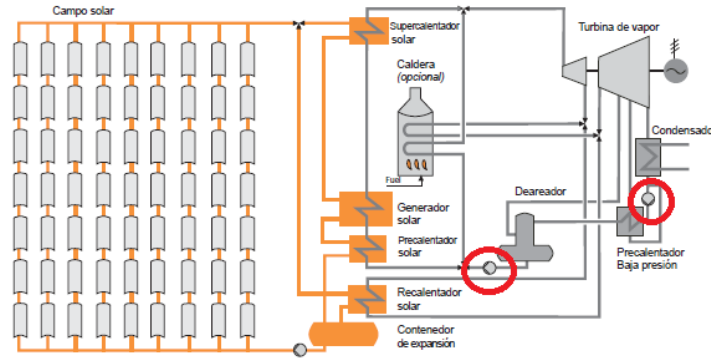 Campo solar
Supercalentador
solar
Turbina de vapor
Caldera
(opcional)
Condensado
Fuel
Deareador
Generador
solar
Precalentador
solar
Precalentador
Baja presión
Recalentador
solar
Contenedor
de expansión